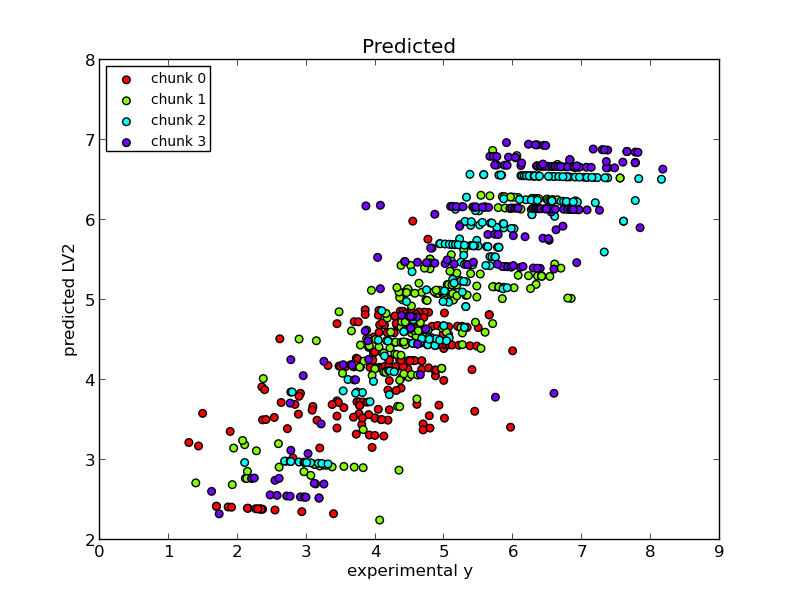 Predicted
8
7
6
5
4
3
2
predicted LV2
chunk 0
chunk 1
chunk 2
chunk 3
0 1 2 3 4 5 6 7 8 9
experimental y